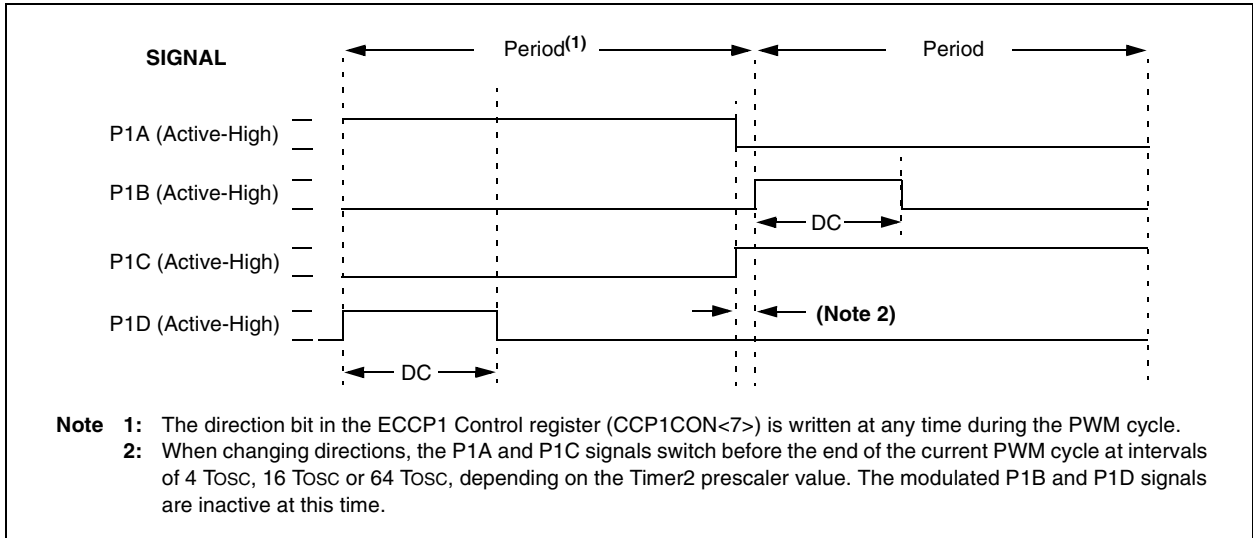 SIGNAL
Period(1)
Period
P1A (Active-High)
P1B (Active-High)
DC
P1C (Active-High)
P1D (Active-High)
(Note 2)
DC
Note 1: The direction bit in the ECCP1 Control register (CCP1CON<7>) is written at any time during the PWM cycle.
2: When changing directions, the P1A and P1C signals switch before the end of the current PWM cycle at intervals
of 4 TOSC, 16 TOSC or 64 TOSC, depending on the Timer2 prescaler value. The modulated P1B and P1D signals
are inactive at this time.